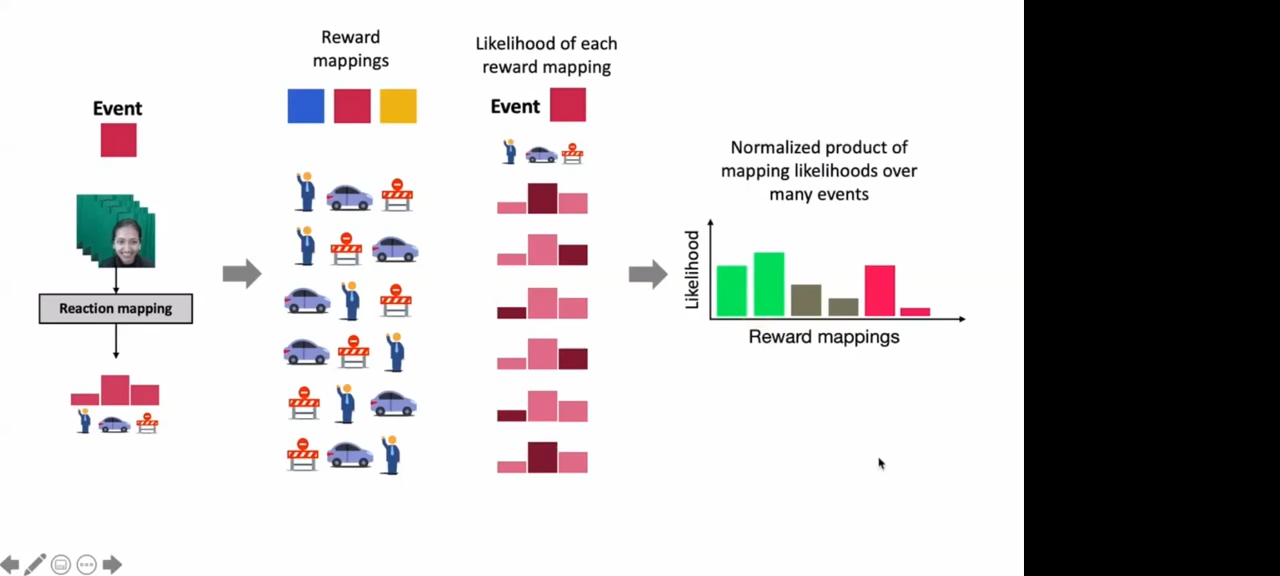 Event
Reaction mapping
Reward
mappings
Likelihood of each
reward mapping
Event
Normalized product of
mapping likelihoods over
many events
Likelihood
Reward mappings